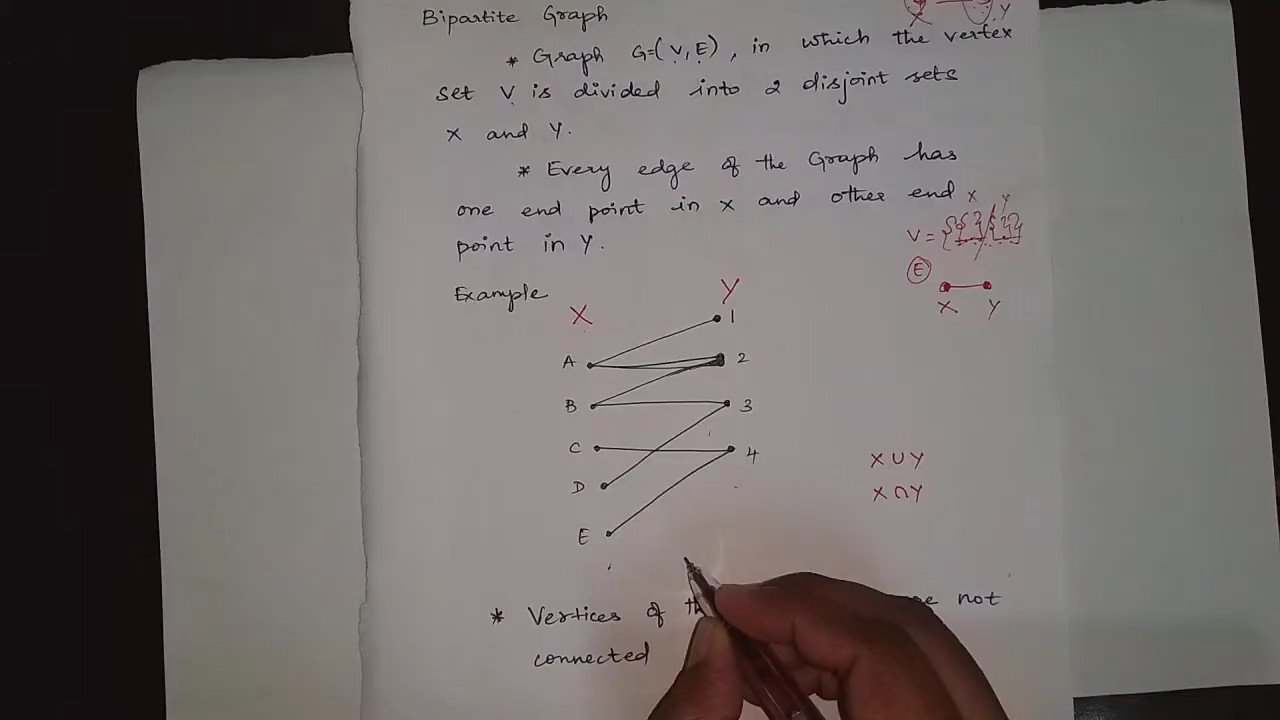 Bipartite Graph
X Y
* Graph G=(V,E), in which the vertex
set V is divided into 2 disjoint sets
X and Y.
* Every edge of the Graph has
one end point in X and other end
point in Y.
X Y
V = {{ }/{ }}
E
X Y
Example
X Y
1
A 2
B 3
C 4
D
E
X ∪ Y
X ∩ Y
* Vertices of not
connected